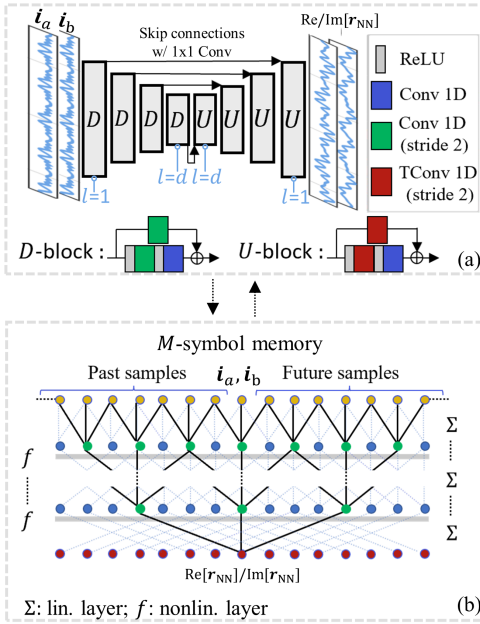 i_a i_b
Skip connections
w/ 1x1 Conv
Re/Im[r_NN]
D D D D U U U U
l=1 l=d l=d l=1
ReLU
Conv 1D
Conv 1D
(stride 2)
TConv 1D
(stride 2)
D-block : U-block :
(a)
M-symbol memory
Past samples i_a, i_b Future samples
Σ
f
Σ
f
Σ
Re[r_NN]/Im[r_NN]
Σ: lin. layer; f: nonlin. layer
(b)